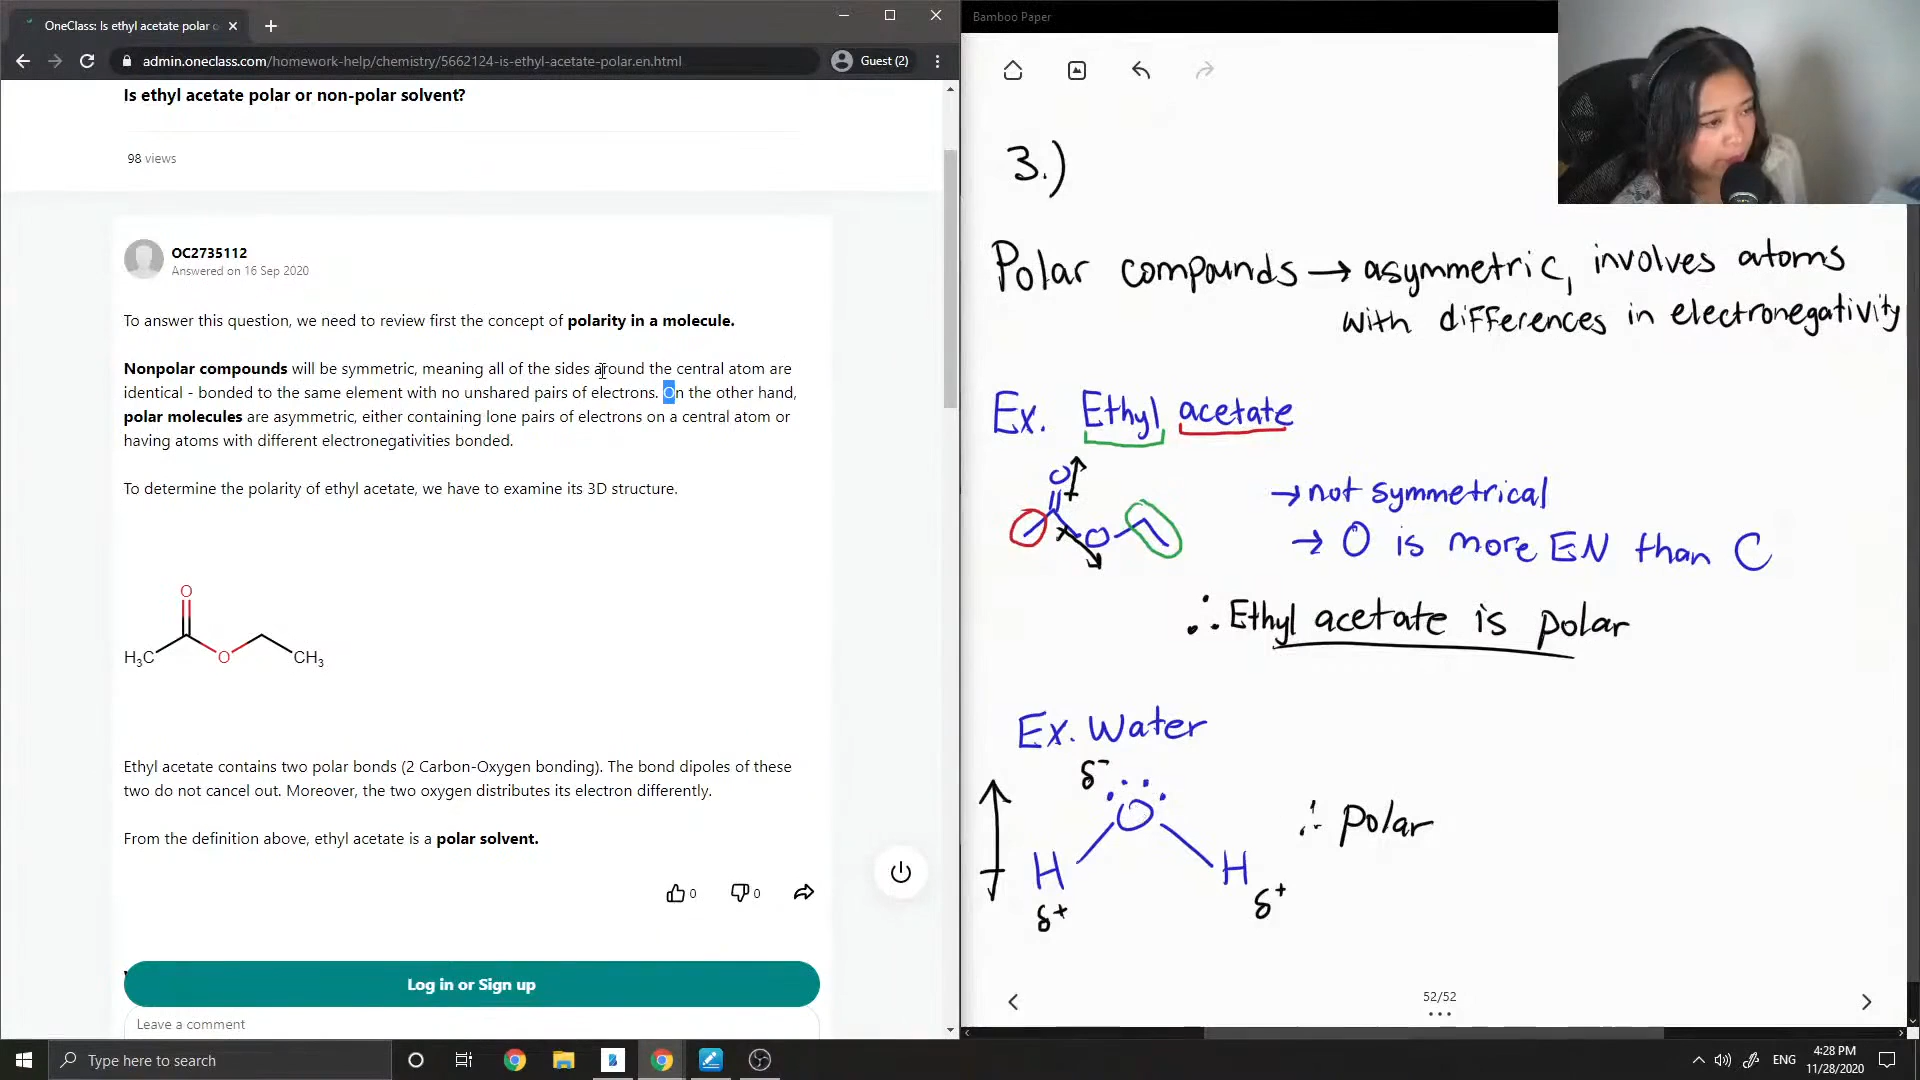 OneClass: Is ethyl acetate polar o
admin.oneclass.com/homework-help/chemistry/5662124-is-ethyl-acetate-polar.en.html
Guest (2)
Is ethyl acetate polar or non-polar solvent?
98 views
OC2735112
Answered on 16 Sep 2020
To answer this question, we need to review first the concept of polarity in a molecule.
Nonpolar compounds will be symmetric, meaning all of the sides around the central atom are
identical - bonded to the same element with no unshared pairs of electrons. On the other hand,
polar molecules are asymmetric, either containing lone pairs of electrons on a central atom or
having atoms with different electronegativities bonded.
To determine the polarity of ethyl acetate, we have to examine its 3D structure.
O
H₃C O CH₃
Ethyl acetate contains two polar bonds (2 Carbon-Oxygen bonding). The bond dipoles of these
two do not cancel out. Moreover, the two oxygen distributes its electron differently.
From the definition above, ethyl acetate is a polar solvent.
0 0
Log in or Sign up
Leave a comment
Bamboo Paper
3.)
Polar compounds → asymmetric, involves atoms
with differences in electronegativity
Ex. Ethyl acetate
O
O
→ not symmetrical
→ O is more EN than C
∴ Ethyl acetate is polar
Ex. Water
δ-
O
H H
δ+ δ+
∴ Polar
52/52
Type here to search
ENG
4:28 PM
11/28/2020